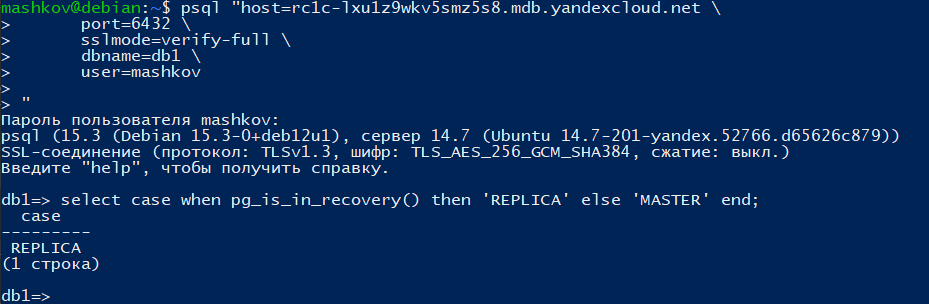 mashkov@debian:~$ psql "host=rc1c-lxu1z9wkv5smz5s8.mdb.yandexcloud.net \
>       port=6432 \
>       sslmode=verify-full \
>       dbname=db1 \
>       user=mashkov
>
> "
Пароль пользователя mashkov:
psql (15.3 (Debian 15.3-0+deb12u1), сервер 14.7 (Ubuntu 14.7-201-yandex.52766.d65626c879))
SSL-соединение (протокол: TLSv1.3, шифр: TLS_AES_256_GCM_SHA384, сжатие: выкл.)
Введите "help", чтобы получить справку.

db1=> select case when pg_is_in_recovery() then 'REPLICA' else 'MASTER' end;
  case
---------
 REPLICA
(1 строка)

db1=>